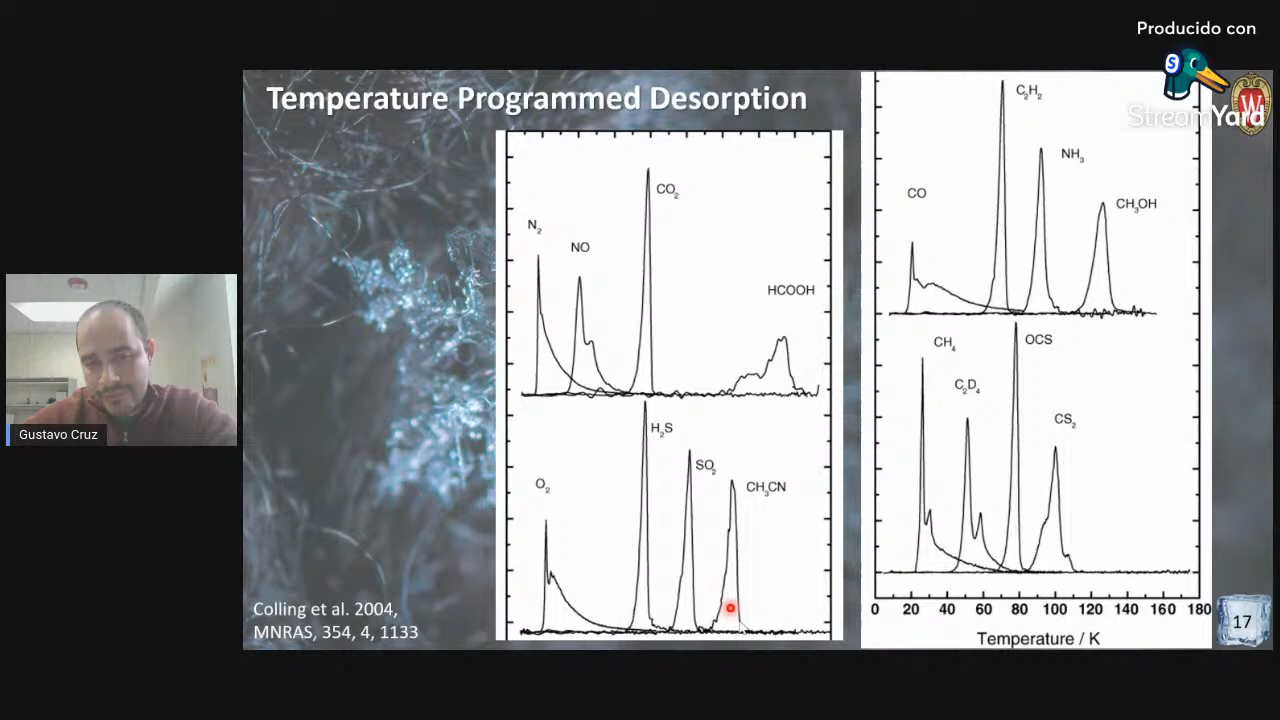 Producido con
S
StreamYard
W
Temperature Programmed Desorption
N₂
NO
CO₂
HCOOH
O₂
H₂S
SO₂
CH₃CN
CO
C₂H₂
NH₃
CH₃OH
CH₄
C₂D₄
OCS
CS₂
0 20 40 60 80 100 120 140 160 180
Temperature / K
Colling et al. 2004,
MNRAS, 354, 4, 1133
17
Gustavo Cruz